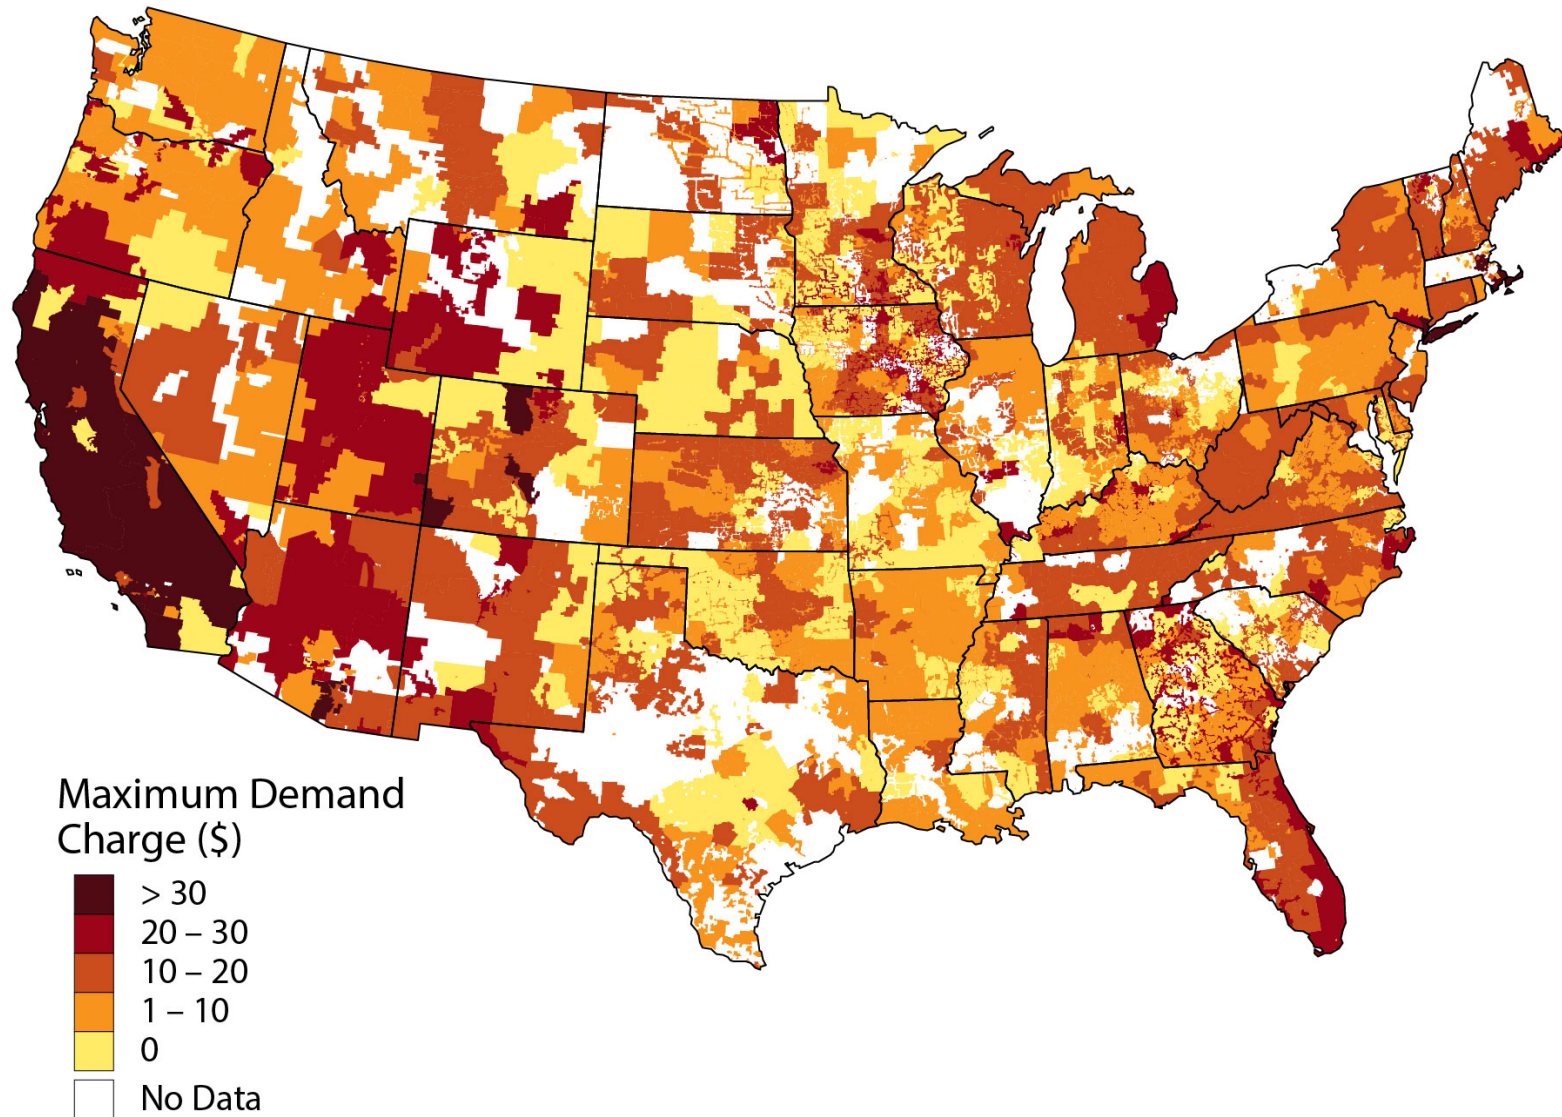 Maximum Demand
Charge ($)
> 30
20 – 30
10 – 20
1 – 10
0
No Data